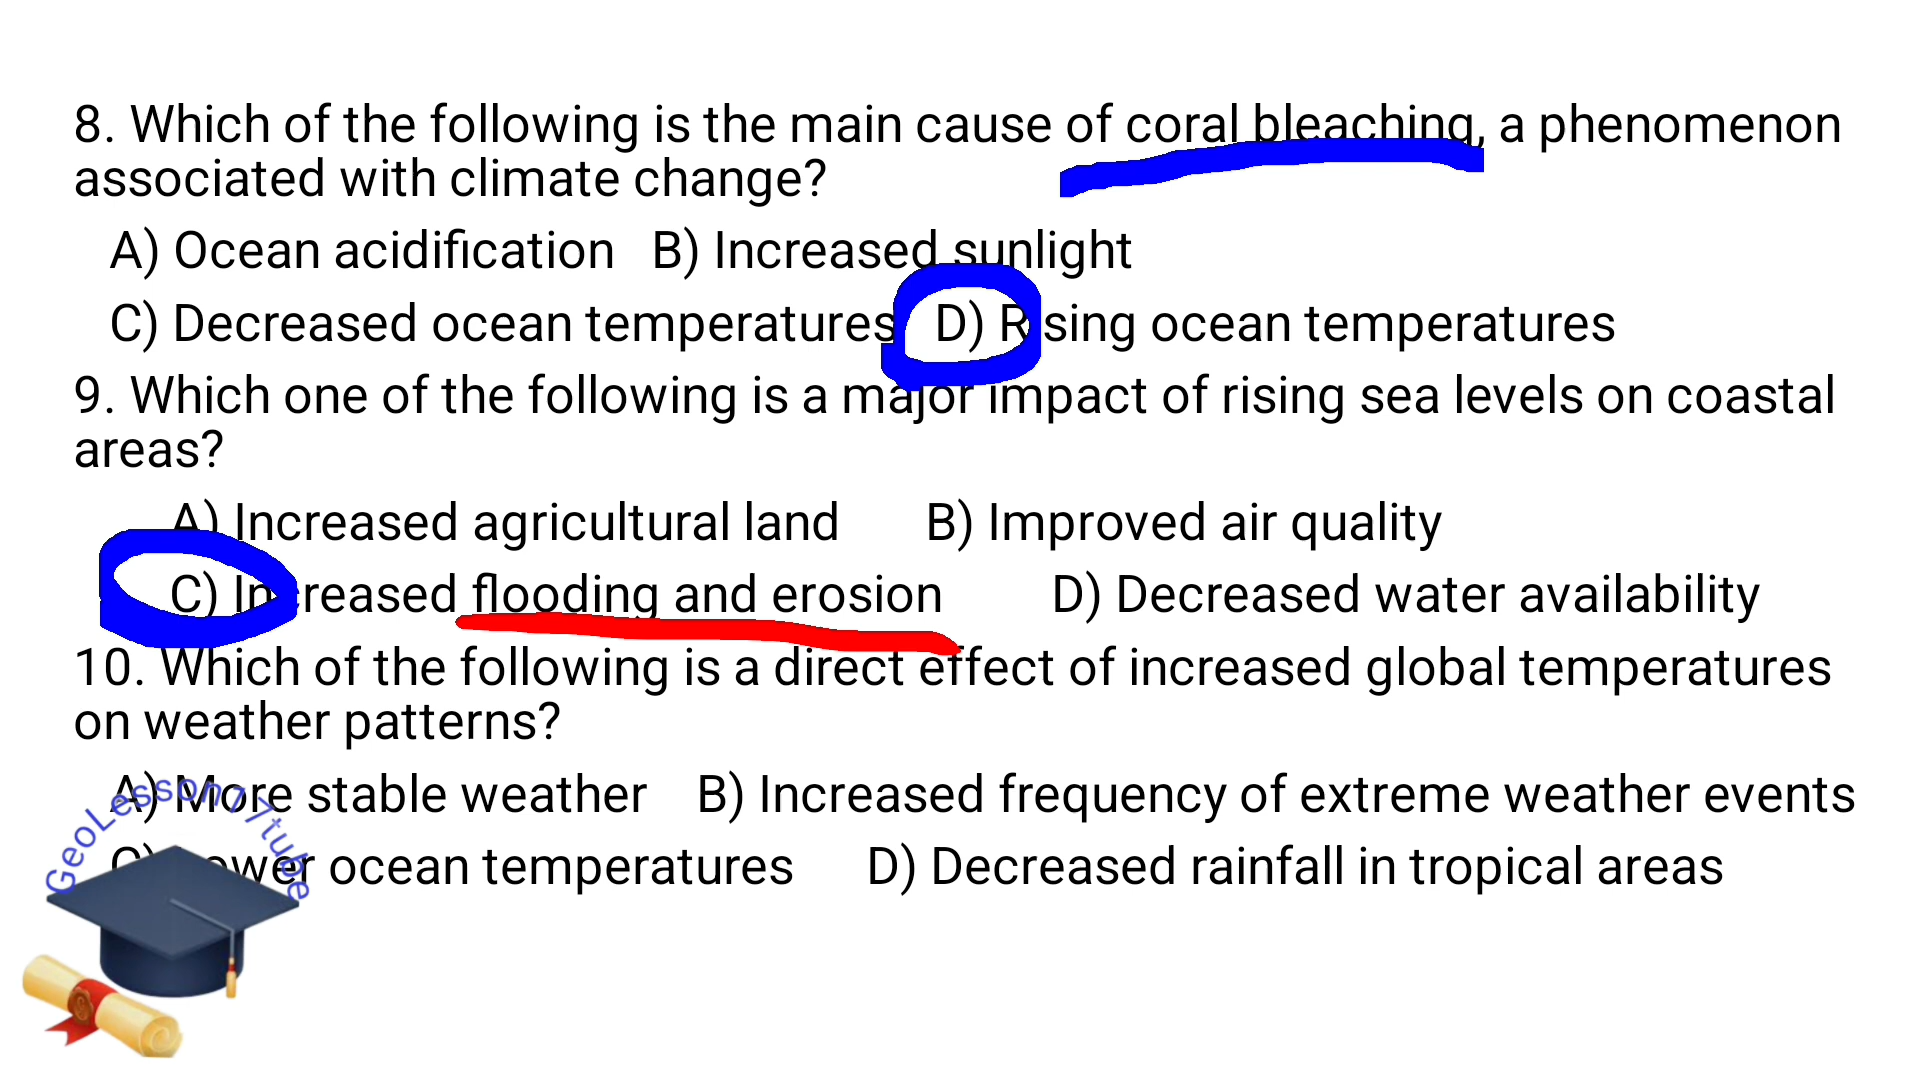 8. Which of the following is the main cause of coral bleaching, a phenomenon
associated with climate change?
A) Ocean acidification B) Increased sunlight
C) Decreased ocean temperatures D) Rising ocean temperatures
9. Which one of the following is a major impact of rising sea levels on coastal
areas?
A) Increased agricultural land B) Improved air quality
C) Increased flooding and erosion D) Decreased water availability
10. Which of the following is a direct effect of increased global temperatures
on weather patterns?
A) More stable weather B) Increased frequency of extreme weather events
C) Lower ocean temperatures D) Decreased rainfall in tropical areas
GeoLesson77tube